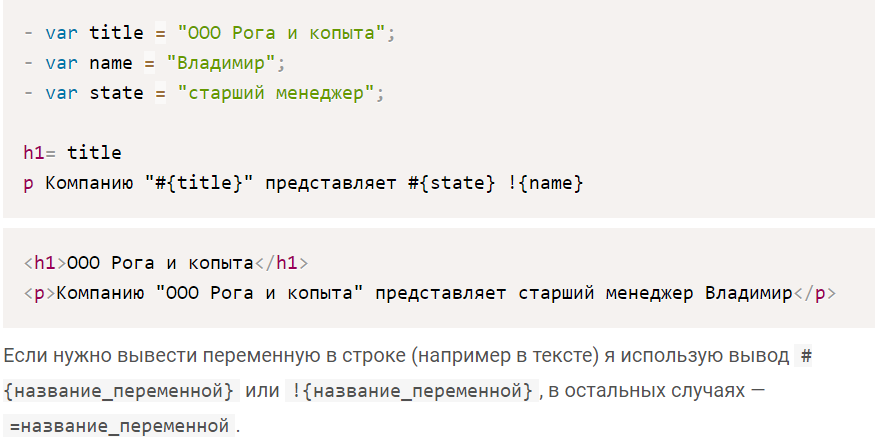 - var title = "ООО Рога и копыта";
- var name = "Владимир";
- var state = "старший менеджер";
h1= title
p Компанию "#{title}" представляет #{state} !{name}
<h1>ООО Рога и копыта</h1>
<p>Компанию "ООО Рога и копыта" представляет старший менеджер Владимир</p>
Если нужно вывести переменную в строке (например в тексте) я использую вывод #
{название_переменной} или !{название_переменной}, в остальных случаях —
=название_переменной.